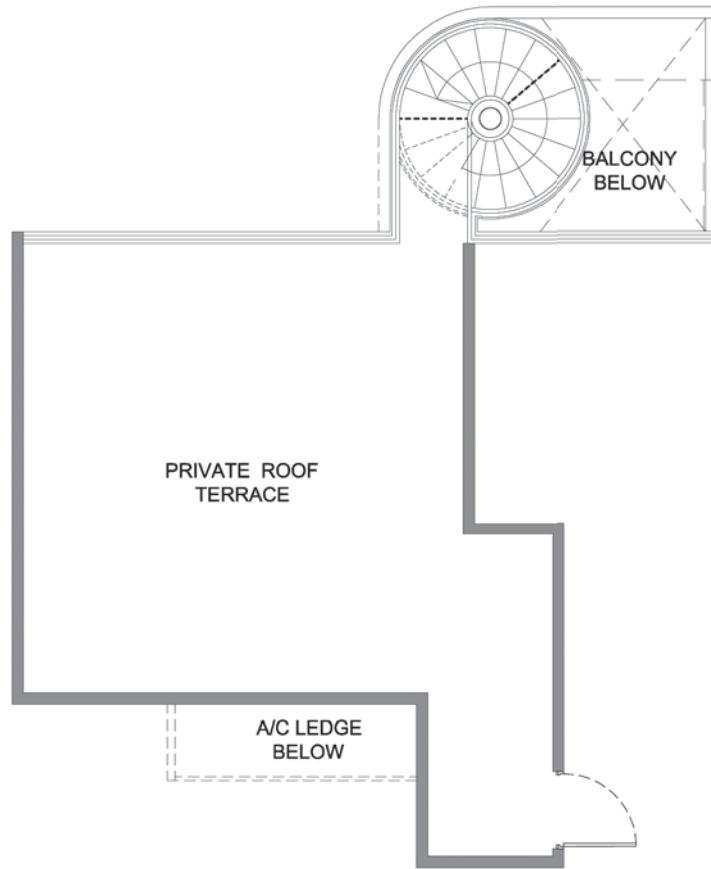 BALCONY
BELOW
PRIVATE ROOF
TERRACE
A/C LEDGE
BELOW